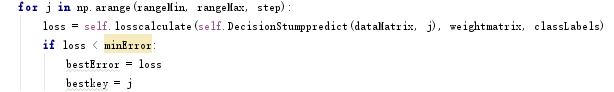 for j in np.arange(rangeMin, rangeMax, step):
loss = self.losscalculate(self.DecisionStumppredict(dataMatrix, j), weightmatrix, classLabels)
if loss < minError:
bestError = loss
bestkey = j